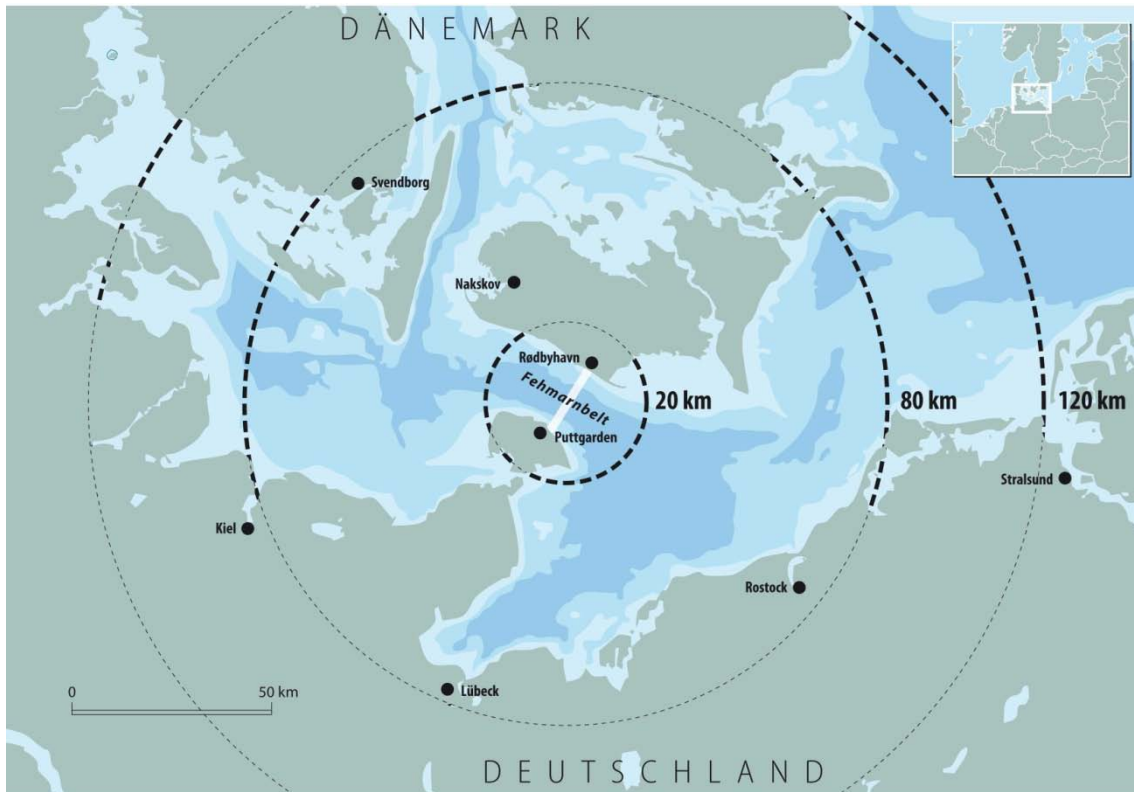 DÄNEMARK
Svendborg
Nakskov
Rødbyhavn
Fehmarnbelt
20 km
80 km
120 km
Puttgarden
Stralsund
Kiel
Rostock
0
50 km
Lübeck
DEUTSCHLAND